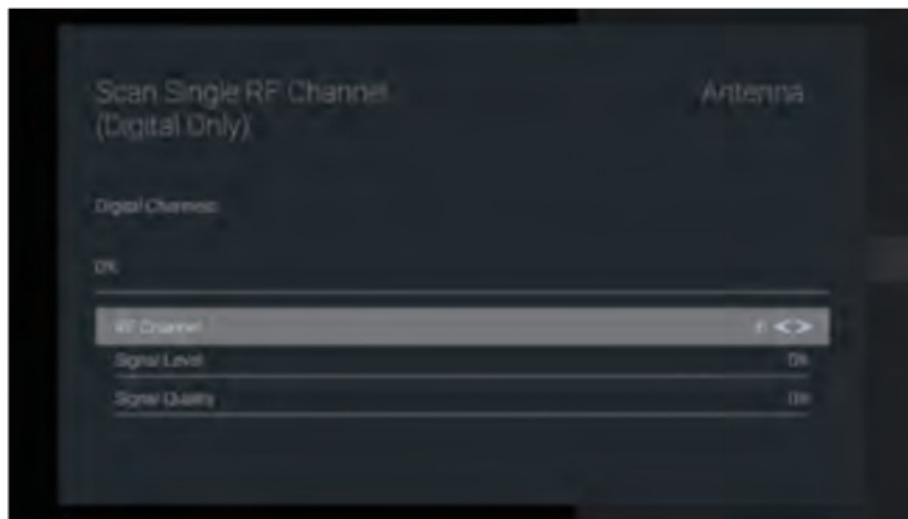 Scan Single RF Channel
(Digital Only)
Antenna
Digital Channels:
0%
RF Channel
Signal Level
0%
Signal Quality
0%